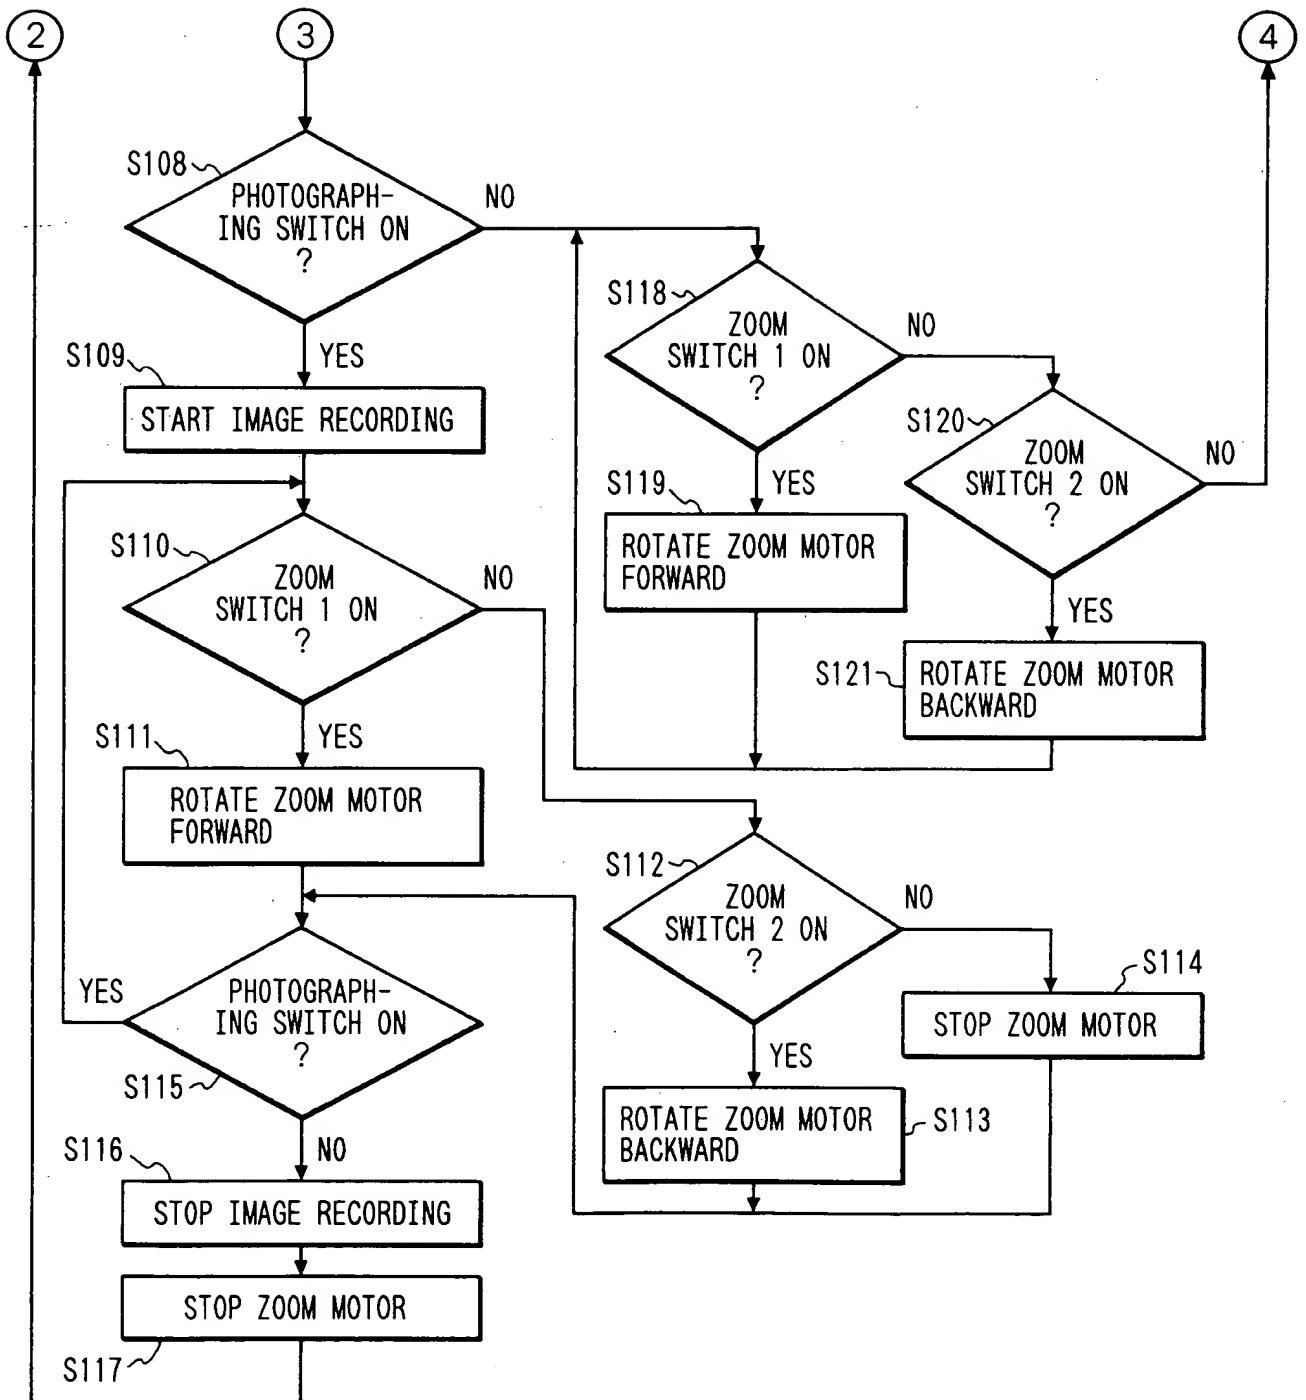 2
3
4
S108
PHOTOGRAPH-
ING SWITCH ON
?
NO
YES
S109
START IMAGE RECORDING
S110
ZOOM
SWITCH 1 ON
?
NO
YES
S111
ROTATE ZOOM MOTOR
FORWARD
YES
PHOTOGRAPH-
ING SWITCH ON
?
S115
NO
S116
STOP IMAGE RECORDING
STOP ZOOM MOTOR
S117
S118
ZOOM
SWITCH 1 ON
?
NO
YES
S119
ROTATE ZOOM MOTOR
FORWARD
S120
ZOOM
SWITCH 2 ON
?
NO
YES
S121
ROTATE ZOOM MOTOR
BACKWARD
S112
ZOOM
SWITCH 2 ON
?
NO
YES
S114
STOP ZOOM MOTOR
ROTATE ZOOM MOTOR
BACKWARD
S113